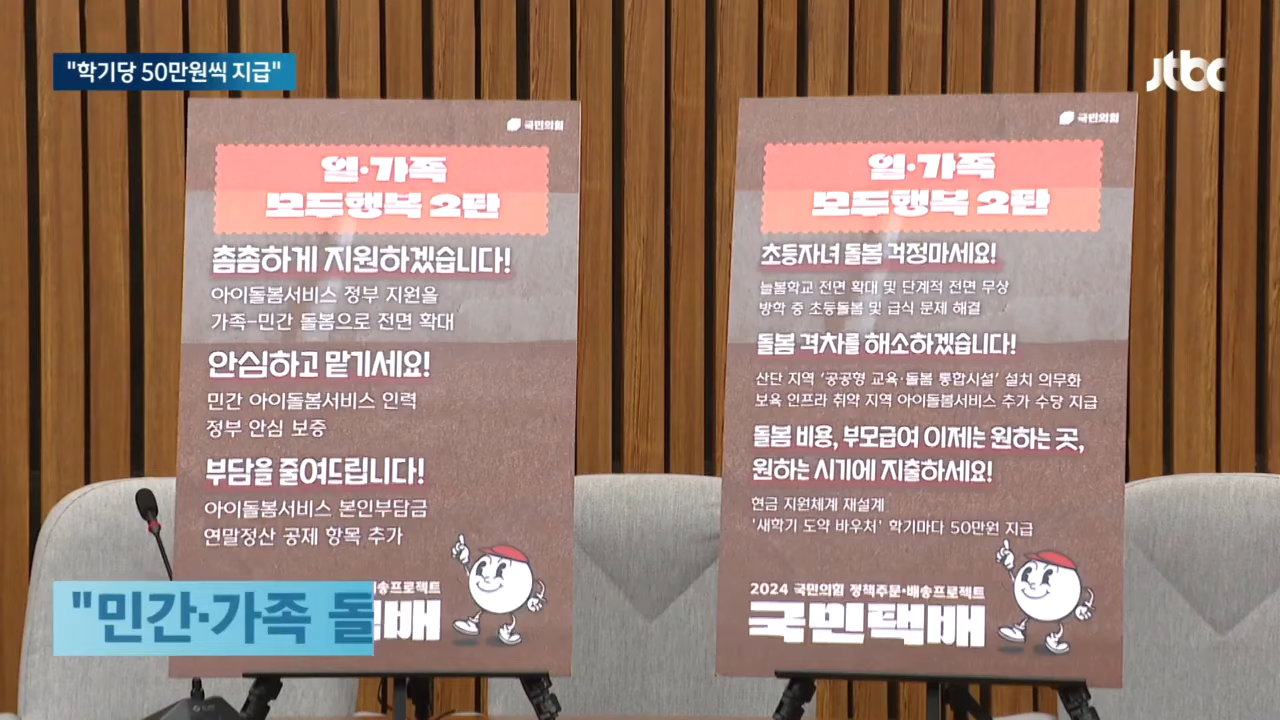 "학기당 50만원씩 지급"
jtbc
국민의힘
일·가족
모두행복 2탄
촘촘하게 지원하겠습니다!
아이돌봄서비스 정부 지원을
가족-민간 돌봄으로 전면 확대
안심하고 맡기세요!
민간 아이돌봄서비스 인력
정부 안심 보증
부담을 줄여드립니다!
아이돌봄서비스 본인부담금
연말정산 공제 항목 추가
배송프로젝트
택배
국민의힘
일·가족
모두행복 2탄
초등자녀 돌봄 걱정마세요!
늘봄학교 전면 확대 및 단계적 전면 무상
방학 중 초등돌봄 및 급식 문제 해결
돌봄 격차를 해소하겠습니다!
산단 지역 '공공형 교육·돌봄 통합시설' 설치 의무화
보육 인프라 취약 지역 아이돌봄서비스 추가 수당 지급
돌봄 비용, 부모급여 이제는 원하는 곳,
원하는 시기에 지출하세요!
현금 지원체계 재설계
'새학기 도약 바우처' 학기마다 50만원 지급
2024 국민의힘 정책주문·배송프로젝트
국민택배
"민간·가족 돌